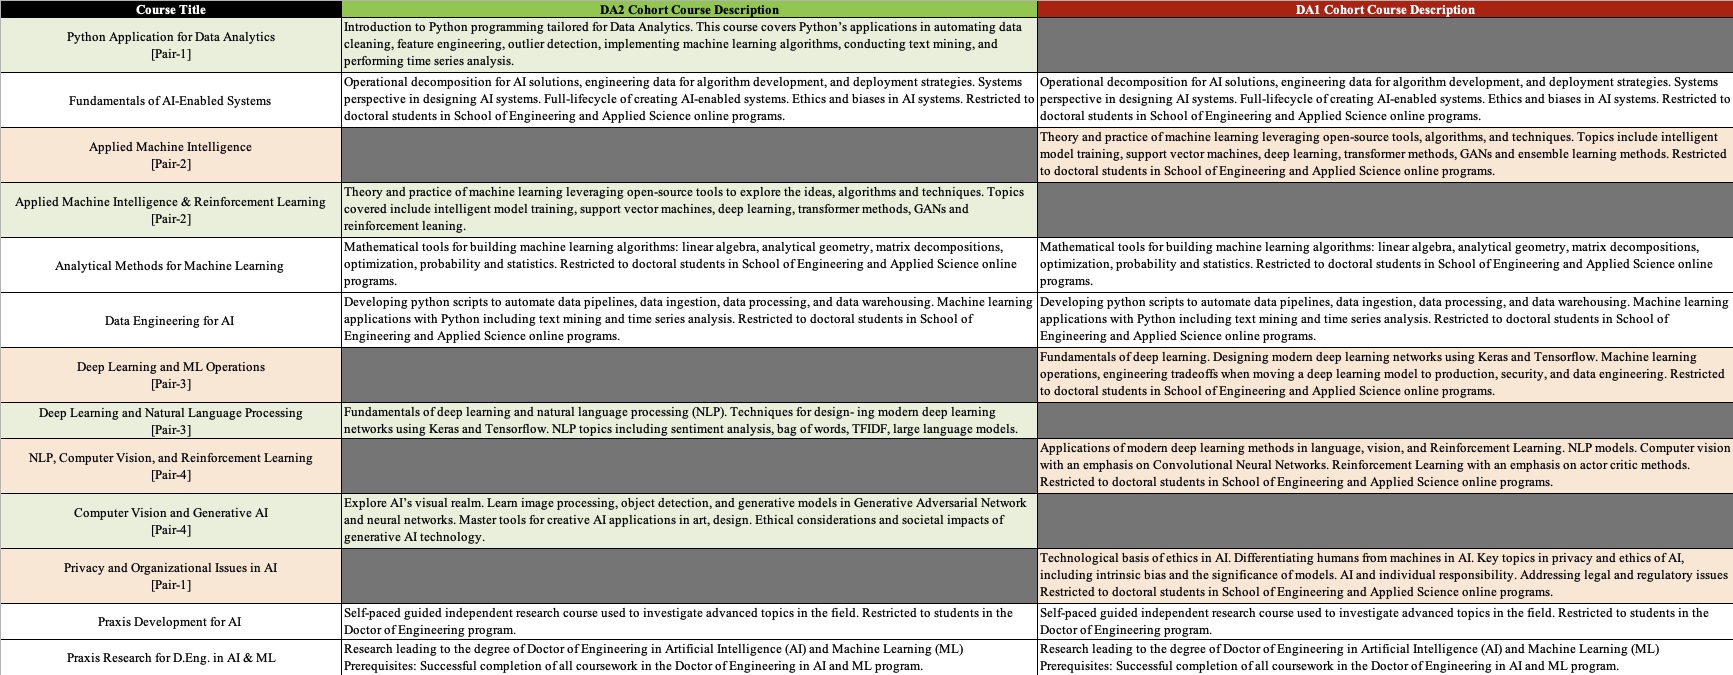 Course Title
DA2 Cohort Course Description
DA1 Cohort Course Description
Python Application for Data Analytics
[Pair-1]
Introduction to Python programming tailored for Data Analytics. This course covers Python's applications in automating data
cleaning, feature engineering, outlier detection, implementing machine learning algorithms, conducting text mining, and
performing time series analysis.
Fundamentals of AI-Enabled Systems
Operational decomposition for AI solutions, engineering data for algorithm development, and deployment strategies. Systems
perspective in designing AI systems. Full-lifecycle of creating AI-enabled systems. Ethics and biases in AI systems. Restricted to
doctoral students in School of Engineering and Applied Science online programs.
Operational decomposition for AI solutions, engineering data for algorithm development, and deployment strategies. Systems
perspective in designing AI systems. Full-lifecycle of creating AI-enabled systems. Ethics and biases in AI systems. Restricted to
doctoral students in School of Engineering and Applied Science online programs.
Applied Machine Intelligence
[Pair-2]
Theory and practice of machine learning leveraging open-source tools, algorithms, and techniques. Topics include intelligent
model training, support vector machines, deep learning, transformer methods, GANs and ensemble learning methods. Restricted
to doctoral students in School of Engineering and Applied Science online programs.
Applied Machine Intelligence & Reinforcement Learning
[Pair-2]
Theory and practice of machine learning leveraging open-source tools to explore the ideas, algorithms and techniques. Topics
covered include intelligent model training, support vector machines, deep learning, transformer methods, GANs and
reinforcement leaning.
Analytical Methods for Machine Learning
Mathematical tools for building machine learning algorithms: linear algebra, analytical geometry, matrix decompositions,
optimization, probability and statistics. Restricted to doctoral students in School of Engineering and Applied Science online
programs.
Mathematical tools for building machine learning algorithms: linear algebra, analytical geometry, matrix decompositions,
optimization, probability and statistics. Restricted to doctoral students in School of Engineering and Applied Science online
programs.
Data Engineering for AI
Developing python scripts to automate data pipelines, data ingestion, data processing, and data warehousing. Machine learning
applications with Python including text mining and time series analysis. Restricted to doctoral students in School of
Engineering and Applied Science online programs.
Developing python scripts to automate data pipelines, data ingestion, data processing, and data warehousing. Machine learning
applications with Python including text mining and time series analysis. Restricted to doctoral students in School of
Engineering and Applied Science online programs.
Deep Learning and ML Operations
[Pair-3]
Fundamentals of deep learning. Designing modern deep learning networks using Keras and Tensorflow. Machine learning
operations, engineering tradeoffs when moving a deep learning model to production, security, and data engineering. Restricted
to doctoral students in School of Engineering and Applied Science online programs.
Deep Learning and Natural Language Processing
[Pair-3]
Fundamentals of deep learning and natural language processing (NLP). Techniques for design- ing modern deep learning
networks using Keras and Tensorflow. NLP topics including sentiment analysis, bag of words, TFIDF, large language models.
NLP, Computer Vision, and Reinforcement Learning
[Pair-4]
Applications of modern deep learning methods in language, vision, and Reinforcement Learning. NLP models. Computer vision
with an emphasis on Convolutional Neural Networks. Reinforcement Learning with an emphasis on actor critic methods.
Restricted to doctoral students in School of Engineering and Applied Science online programs.
Computer Vision and Generative AI
[Pair-4]
Explore AI's visual realm. Learn image processing, object detection, and generative models in Generative Adversarial Network
and neural networks. Master tools for creative AI applications in art, design. Ethical considerations and societal impacts of
generative AI technology.
Privacy and Organizational Issues in AI
[Pair-1]
Technological basis of ethics in AI. Differentiating humans from machines in AI. Key topics in privacy and ethics of AI,
including intrinsic bias and the significance of models. AI and individual responsibility. Addressing legal and regulatory issues
Restricted to doctoral students in School of Engineering and Applied Science online programs.
Praxis Development for AI
Self-paced guided independent research course used to investigate advanced topics in the field. Restricted to students in the
Doctor of Engineering program.
Self-paced guided independent research course used to investigate advanced topics in the field. Restricted to students in the
Doctor of Engineering program.
Praxis Research for D.Eng. in AI & ML
Research leading to the degree of Doctor of Engineering in Artificial Intelligence (AI) and Machine Learning (ML)
Prerequisites: Successful completion of all coursework in the Doctor of Engineering in AI and ML program.
Research leading to the degree of Doctor of Engineering in Artificial Intelligence (AI) and Machine Learning (ML)
Prerequisites: Successful completion of all coursework in the Doctor of Engineering in AI and ML program.